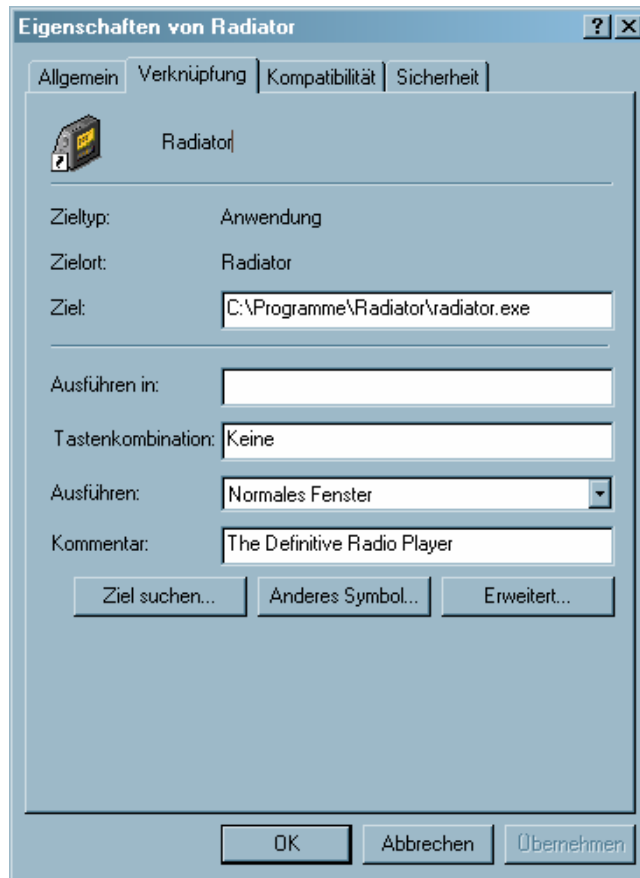 Eigenschaften von Radiator
Allgemein Verknüpfung Kompatibilität Sicherheit
Radiator
Zieltyp: Anwendung
Zielort: Radiator
Ziel: C:\Programme\Radiator\radiator.exe
Ausführen in:
Tastenkombination: Keine
Ausführen: Normales Fenster
Kommentar: The Definitive Radio Player
Ziel suchen... Anderes Symbol... Erweitert...
OK Abbrechen Übernehmen